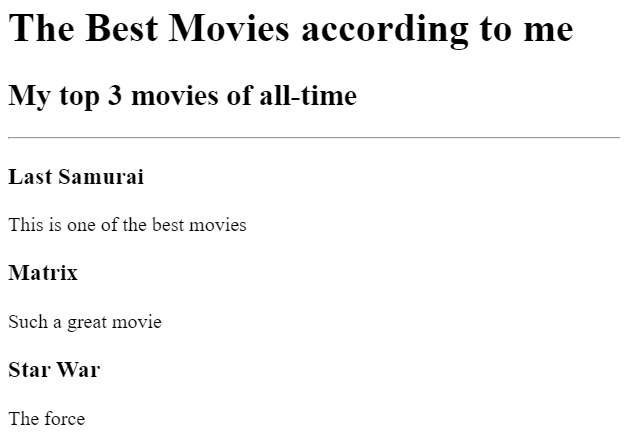 The Best Movies according to me
My top 3 movies of all-time
Last Samurai
This is one of the best movies
Matrix
Such a great movie
Star War
The force